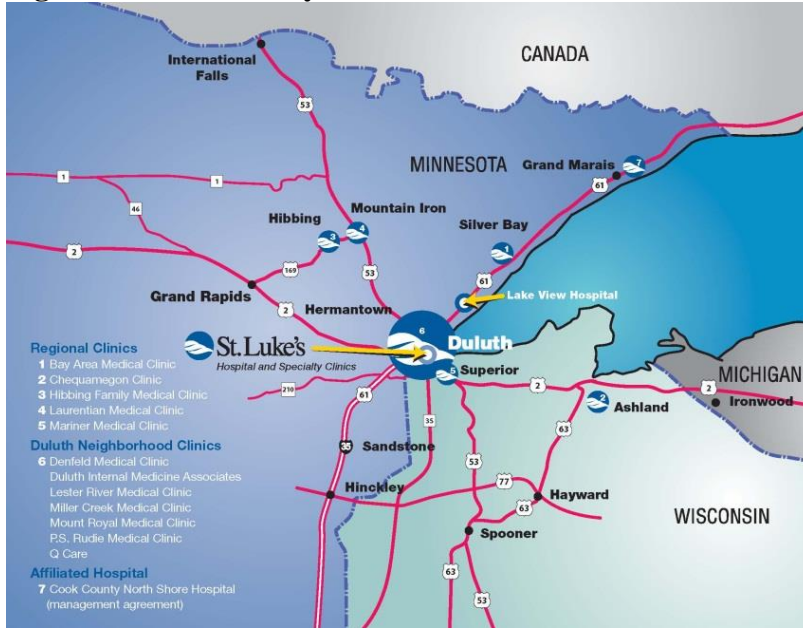 CANADA
International
Falls
53
MINNESOTA
Grand Marais
7
1
1
61
46
Mountain Iron
Silver Bay
Hibbing
4
3
1
2
53
169
61
Grand Rapids
Lake View Hospital
Hermantown
2
6
Duluth
St. Luke's
Hospital and Specialty Clinics
Superior
5
2
MICHIGAN
2
Ironwood
210
61
2
Ashland
35
63
35
Sandstone
53
77
Hinckley
Hayward
63
WISCONSIN
Spooner
63
53
Regional Clinics
1 Bay Area Medical Clinic
2 Chequamegon Clinic
3 Hibbing Family Medical Clinic
4 Laurentian Medical Clinic
5 Mariner Medical Clinic
Duluth Neighborhood Clinics
6 Denfeld Medical Clinic
Duluth Internal Medicine Associates
Lester River Medical Clinic
Miller Creek Medical Clinic
Mount Royal Medical Clinic
P.S. Rudie Medical Clinic
Q Care
Affiliated Hospital
7 Cook County North Shore Hospital
(management agreement)